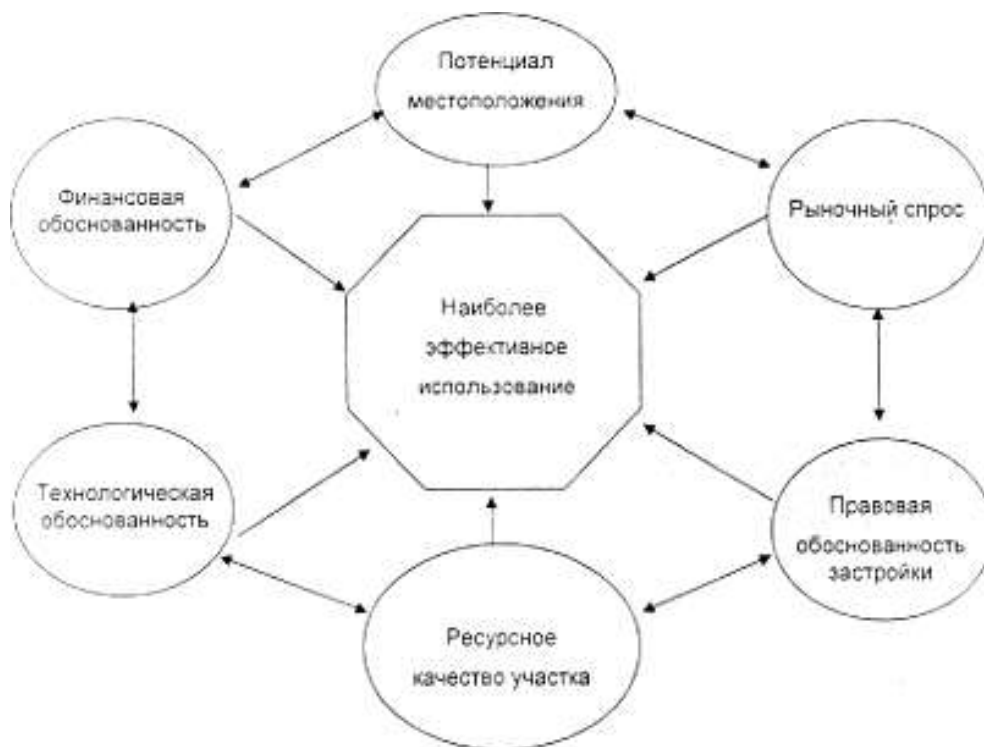 Потенциал
местоположения
Финансовая
обоснованность
Рыночный спрос
Наиболее
эффективное
использование
Технологическая
обоснованность
Правовая
обоснованность
застройки
Ресурсное
качество участка